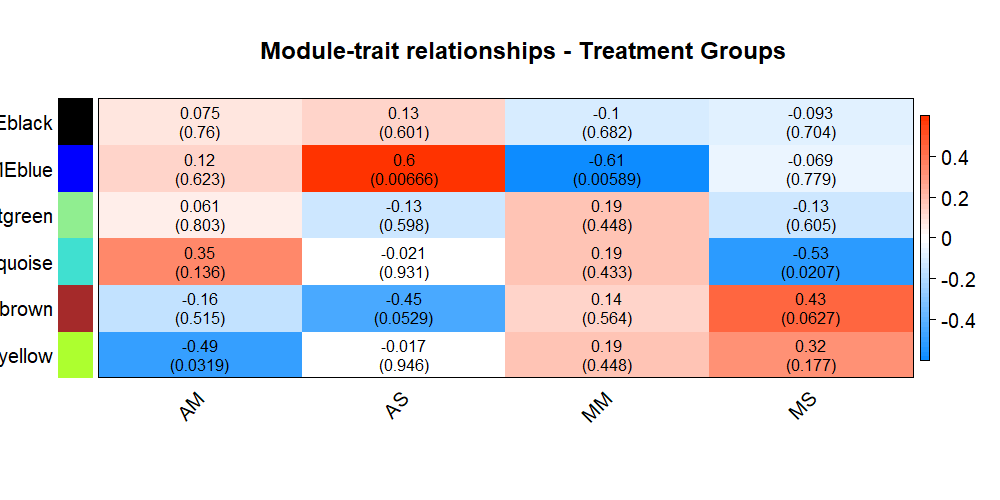 Module-trait relationships - Treatment Groups
Eblack 0.075 0.13 -0.1 -0.093
(0.76) (0.601) (0.682) (0.704)
MEblue 0.12 0.6 -0.61 -0.069
(0.623) (0.00666) (0.00589) (0.779)
tgreen 0.061 -0.13 0.19 -0.13
(0.803) (0.598) (0.448) (0.605)
quoise 0.35 -0.021 0.19 -0.53
(0.136) (0.931) (0.433) (0.0207)
brown -0.16 -0.45 0.14 0.43
(0.515) (0.0529) (0.564) (0.0627)
yellow -0.49 -0.017 0.19 0.32
(0.0319) (0.946) (0.448) (0.177)
AM AS MM MS
0.4
0.2
0
-0.2
-0.4